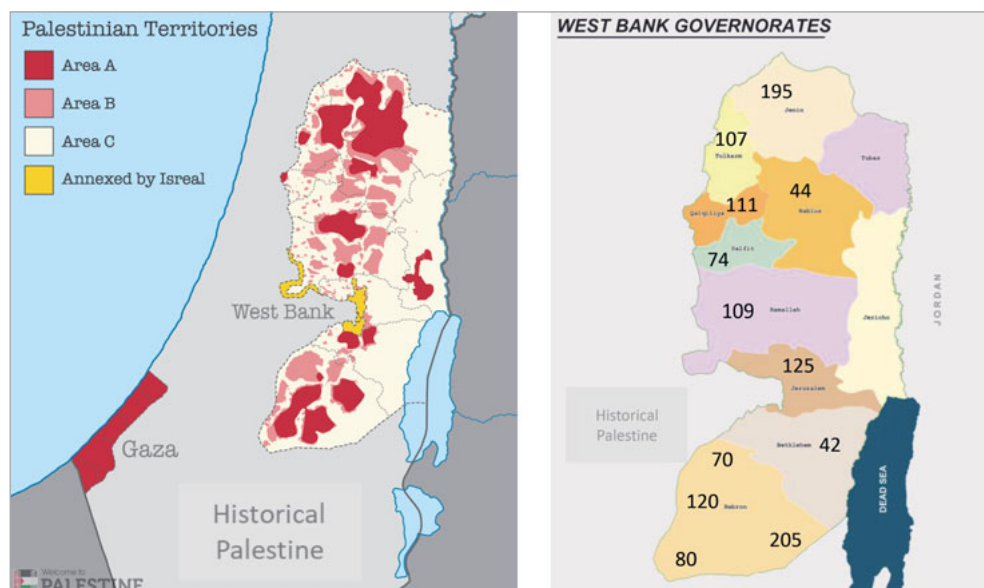 Palestinian Territories
Area A
Area B
Area C
Annexed by Isreal
West Bank
Gaza
Historical
Palestine
Welcome to
PALESTINE
WEST BANK GOVERNORATES
195
Jenin
107
Tulkarm
Tubas
44
Nablus
111
Qalqiliya
74
Salfit
109
Ramallah
Jericho
JORDAN
125
Jerusalem
Historical
Palestine
Bethlehem
42
70
120
Hebron
205
80
DEAD SEA